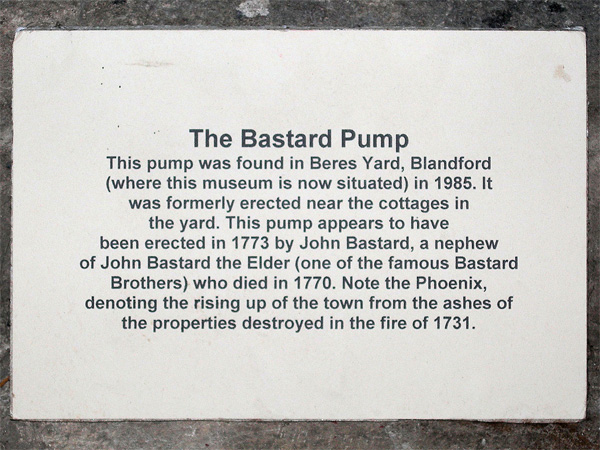 The Bastard Pump
This pump was found in Beres Yard, Blandford
(where this museum is now situated) in 1985. It
was formerly erected near the cottages in
the yard. This pump appears to have
been erected in 1773 by John Bastard, a nephew
of John Bastard the Elder (one of the famous Bastard
Brothers) who died in 1770. Note the Phoenix,
denoting the rising up of the town from the ashes of
the properties destroyed in the fire of 1731.